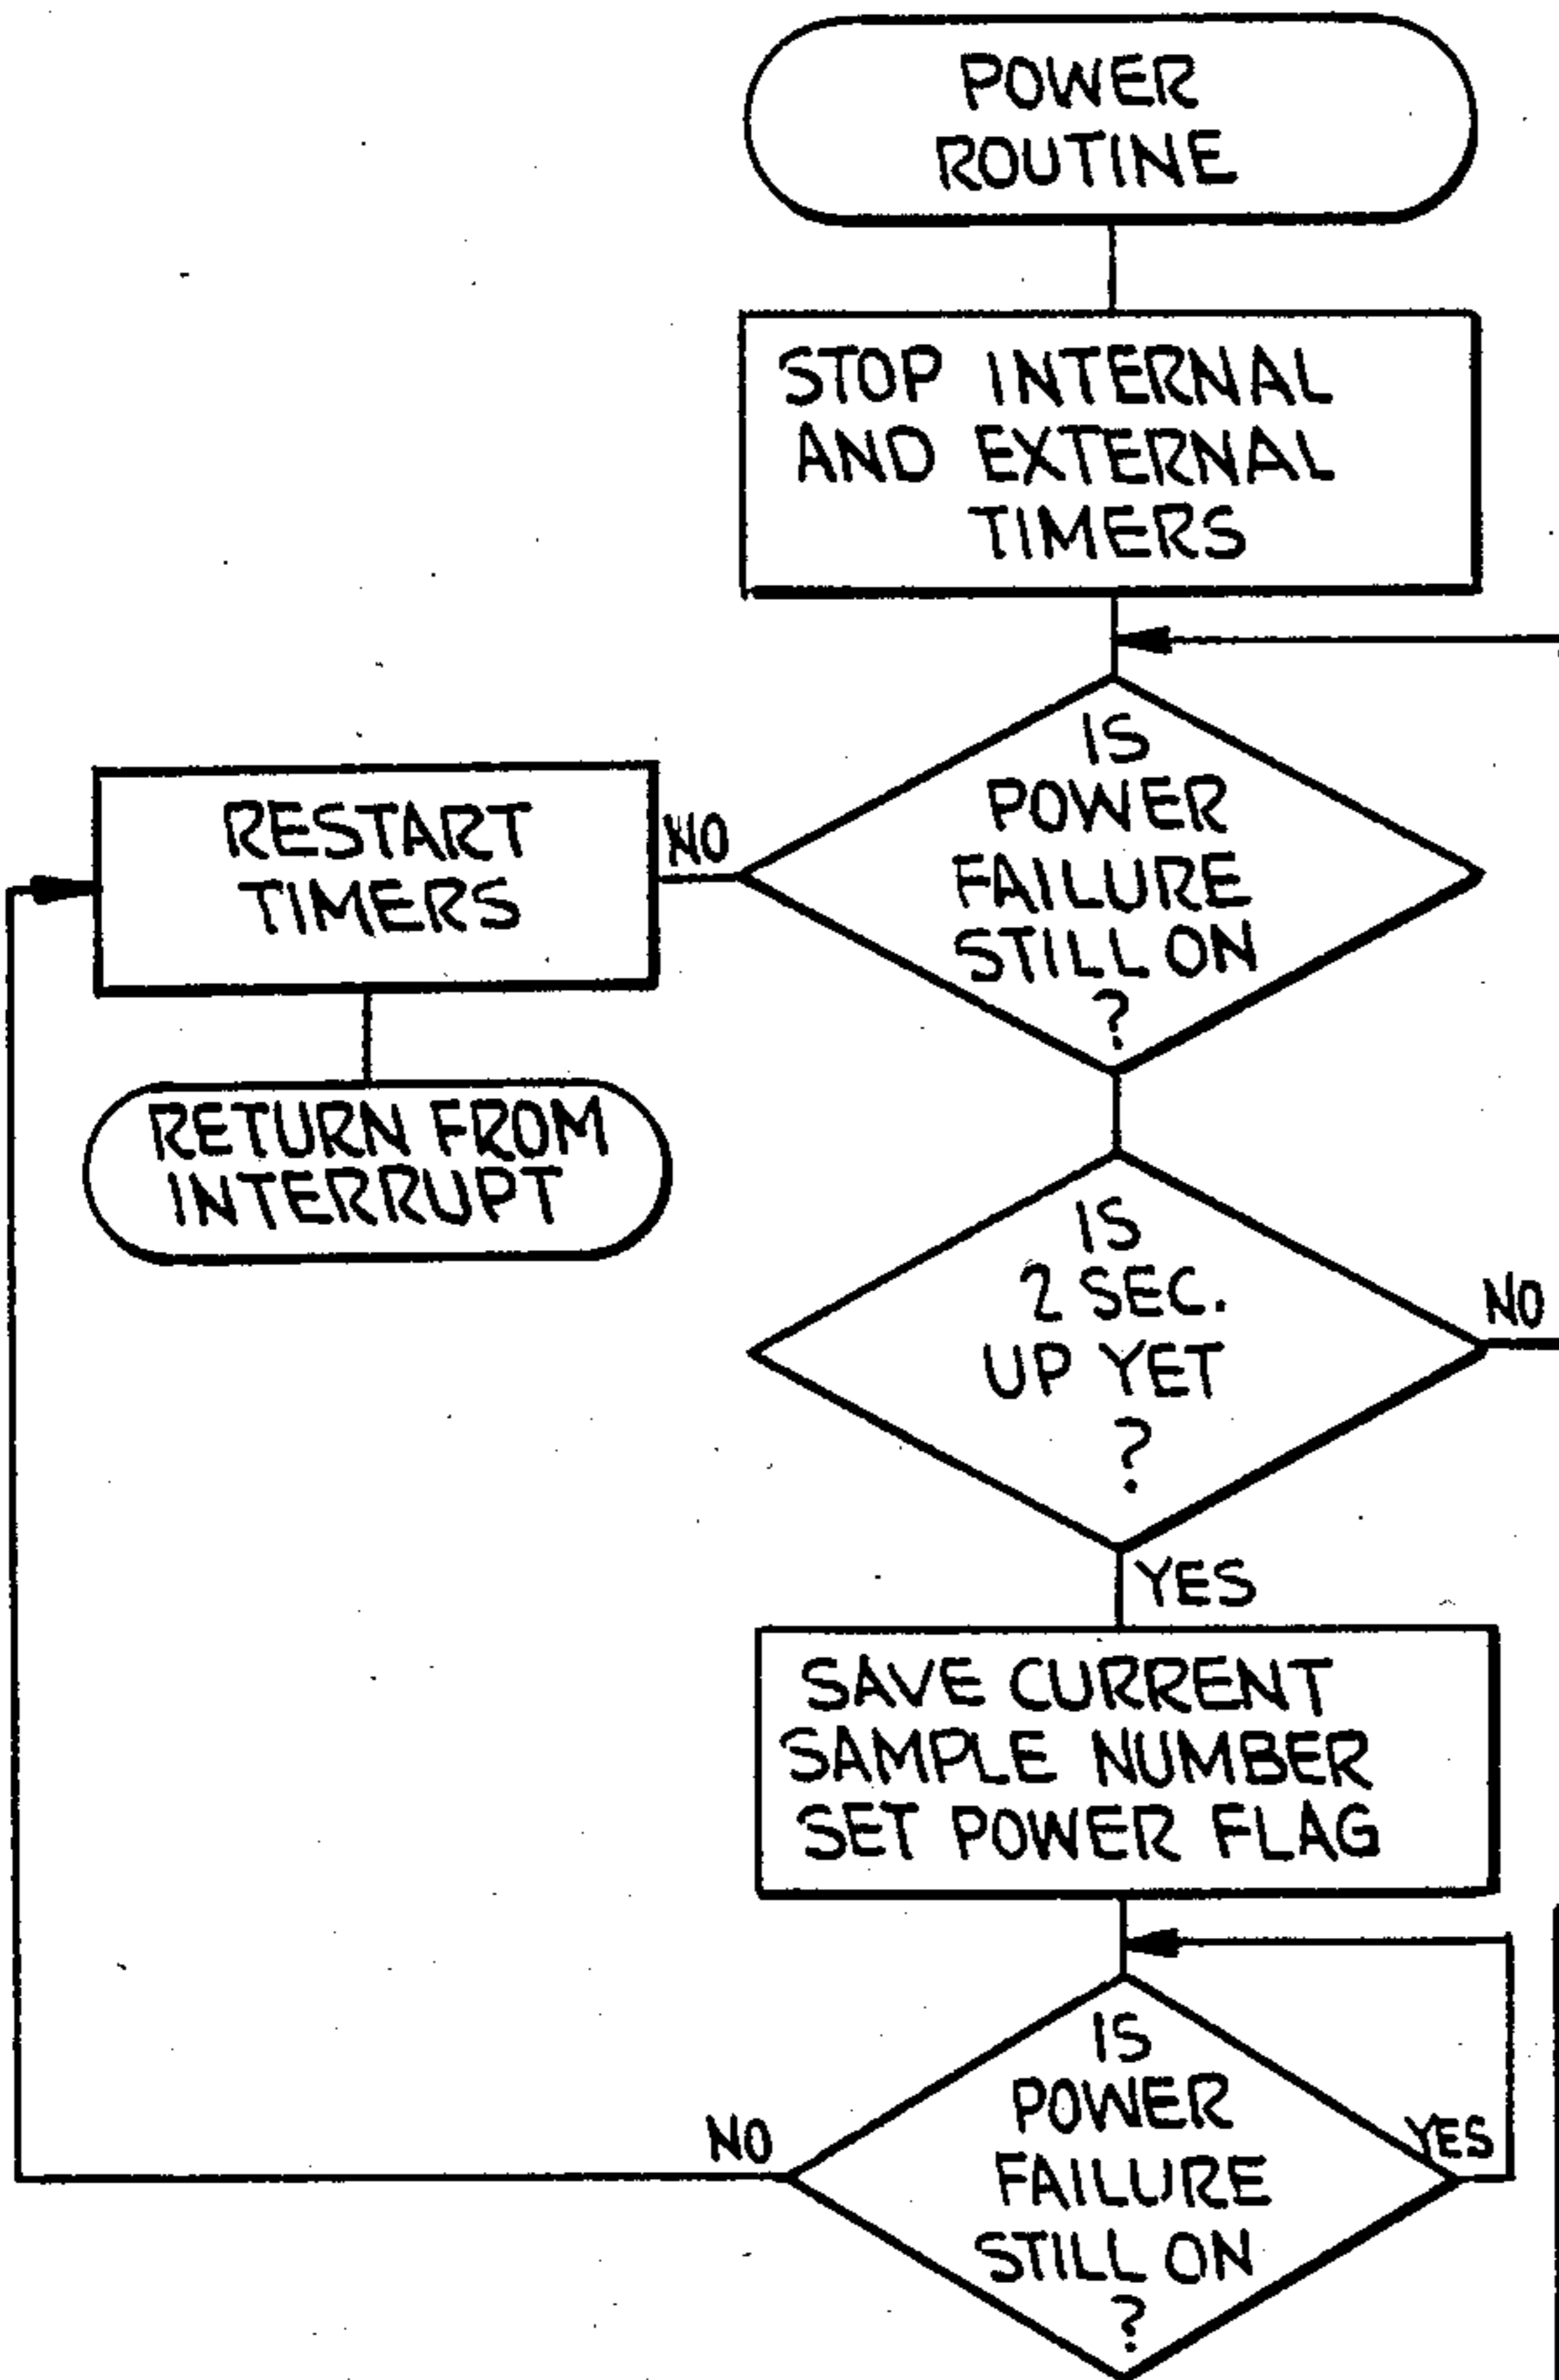 POWER
ROUTINE
STOP INTERNAL
AND EXTERNAL
TIMERS
IS
POWER
FAILURE
STILL ON
?
NO
RESTART
TIMERS
RETURN FROM
INTERRUPT
IS
2 SEC.
UP YET
?
NO
YES
SAVE CURRENT
SAMPLE NUMBER
SET POWER FLAG
IS
POWER
FAILURE
STILL ON
?
NO
YES